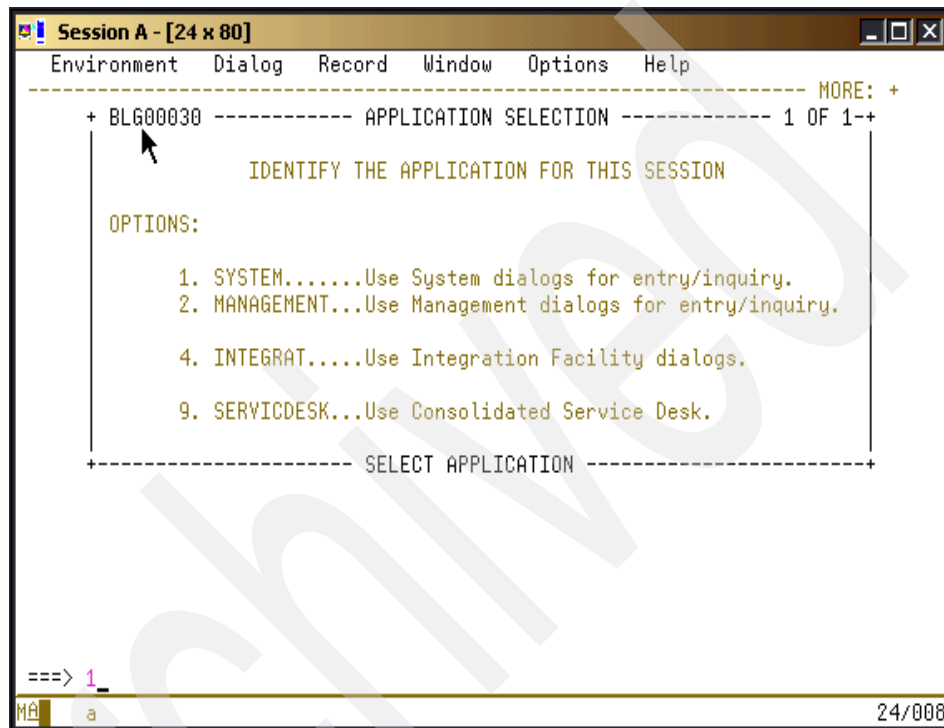 Session A - [24 x 80]
Environment Dialog Record Window Options Help
------------------------------------------------------------------------- MORE: +
+ BLG00030 ------------ APPLICATION SELECTION ------------- 1 OF 1-+
IDENTIFY THE APPLICATION FOR THIS SESSION
OPTIONS:
1. SYSTEM.......Use System dialogs for entry/inquiry.
2. MANAGEMENT...Use Management dialogs for entry/inquiry.
4. INTEGRAT.....Use Integration Facility dialogs.
9. SERVICDESK...Use Consolidated Service Desk.
+--------------------- SELECT APPLICATION ----------------------+
===> 1_
MA a 24/008
Archived